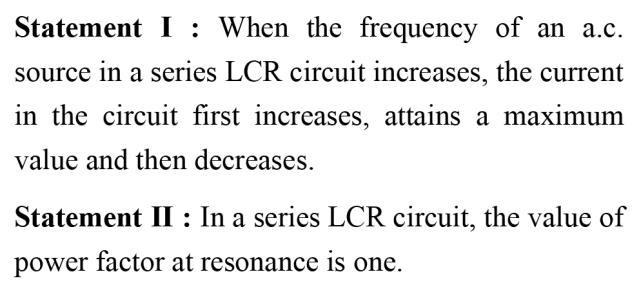 Statement I : When the frequency of an a.c.
source in a series LCR circuit increases, the current
in the circuit first increases, attains a maximum
value and then decreases.
Statement II : In a series LCR circuit, the value of
power factor at resonance is one.